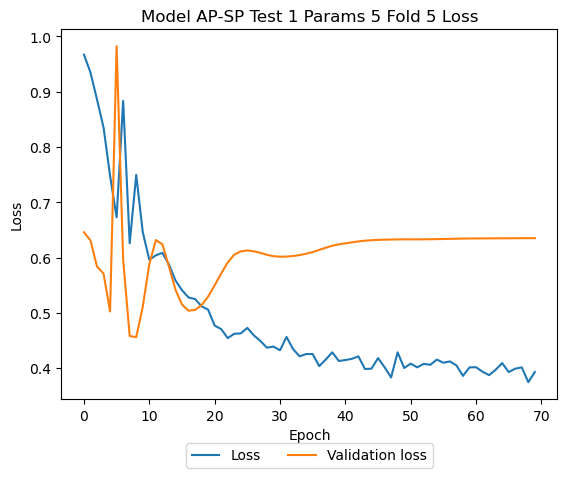 Model AP-SP Test 1 Params 5 Fold 5 Loss
1.0
0.9
0.8
0.7
0.6
0.5
0.4
Loss
0 10 20 30 40 50 60 70
Epoch
Loss Validation loss